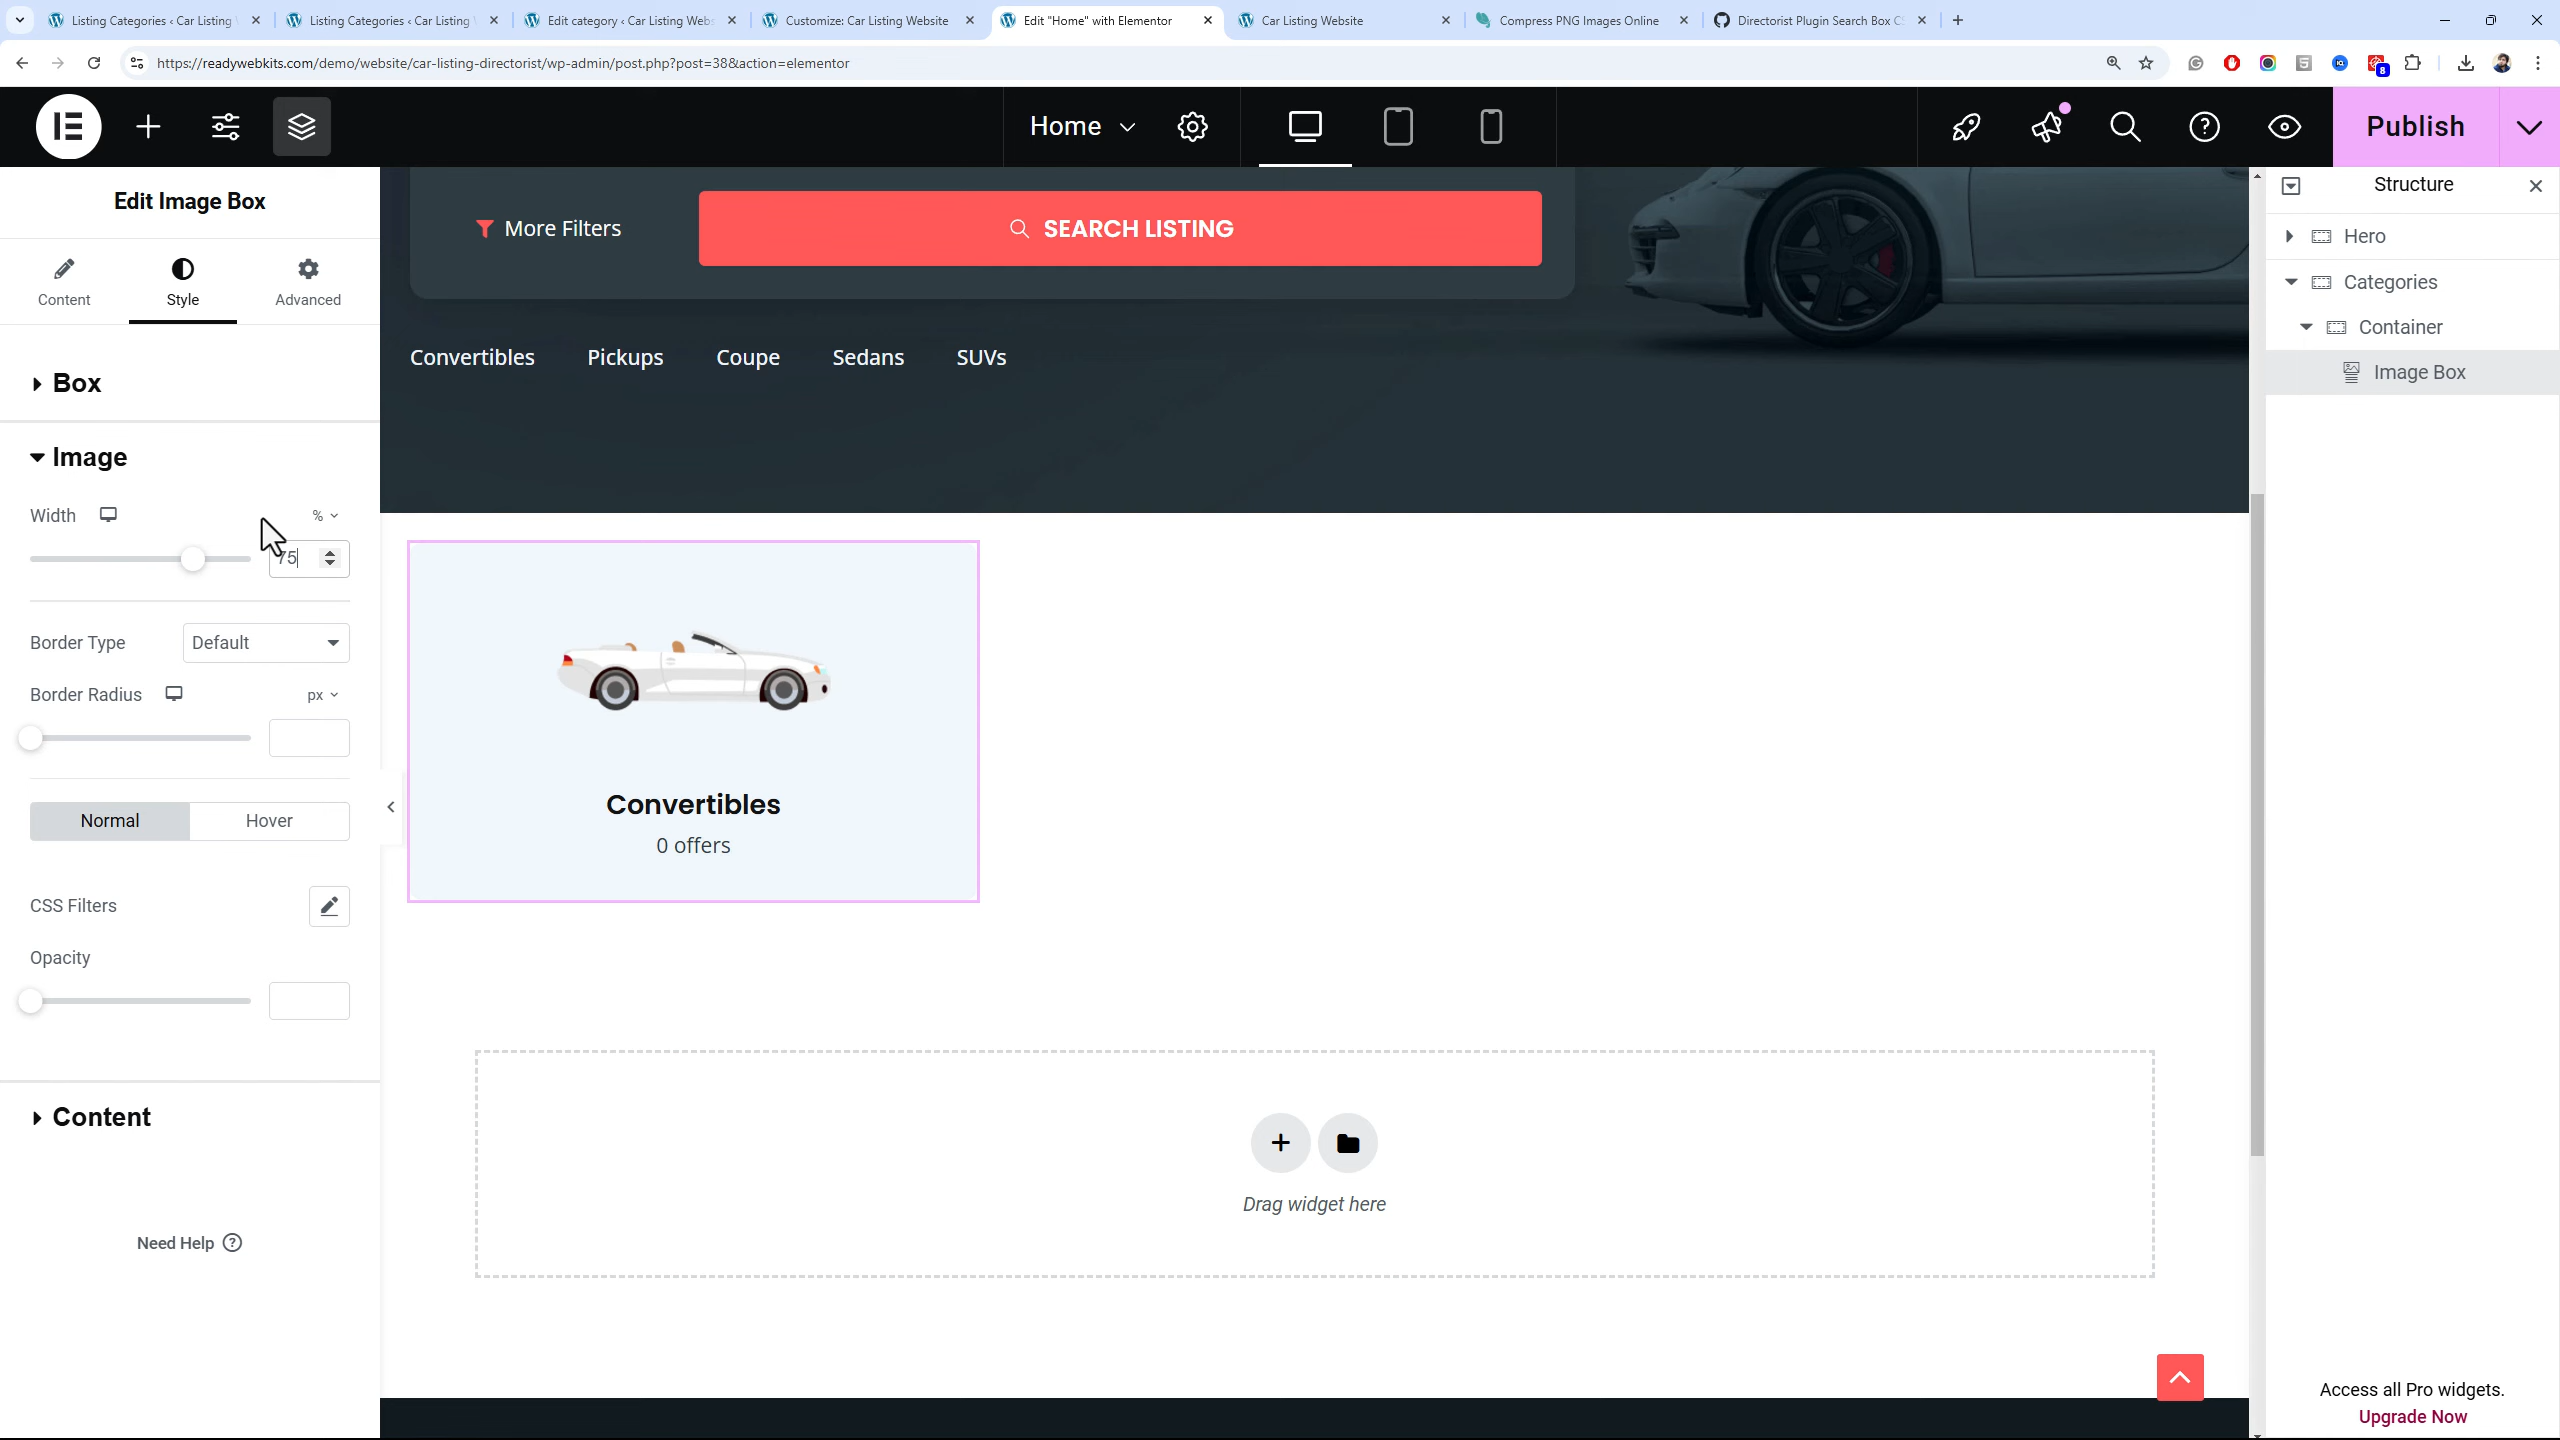 Listing Categories ‹ Car Listing
Listing Categories ‹ Car Listing
Edit category ‹ Car Listing Webs
Customize: Car Listing Website
Edit "Home" with Elementor
Car Listing Website
Compress PNG Images Online
Directorist Plugin Search Box C
https://readywebkits.com/demo/website/car-listing-directorist/wp-admin/post.php?post=38&action=elementor
8
Home
Publish
Edit Image Box
Content
Style
Advanced
Box
Image
Width
%
75
Border Type
Default
Border Radius
px
Normal
Hover
CSS Filters
Opacity
Content
Need Help
More Filters
SEARCH LISTING
Convertibles
Pickups
Coupe
Sedans
SUVs
Convertibles
0 offers
Drag widget here
Structure
Hero
Categories
Container
Image Box
Access all Pro widgets.
Upgrade Now